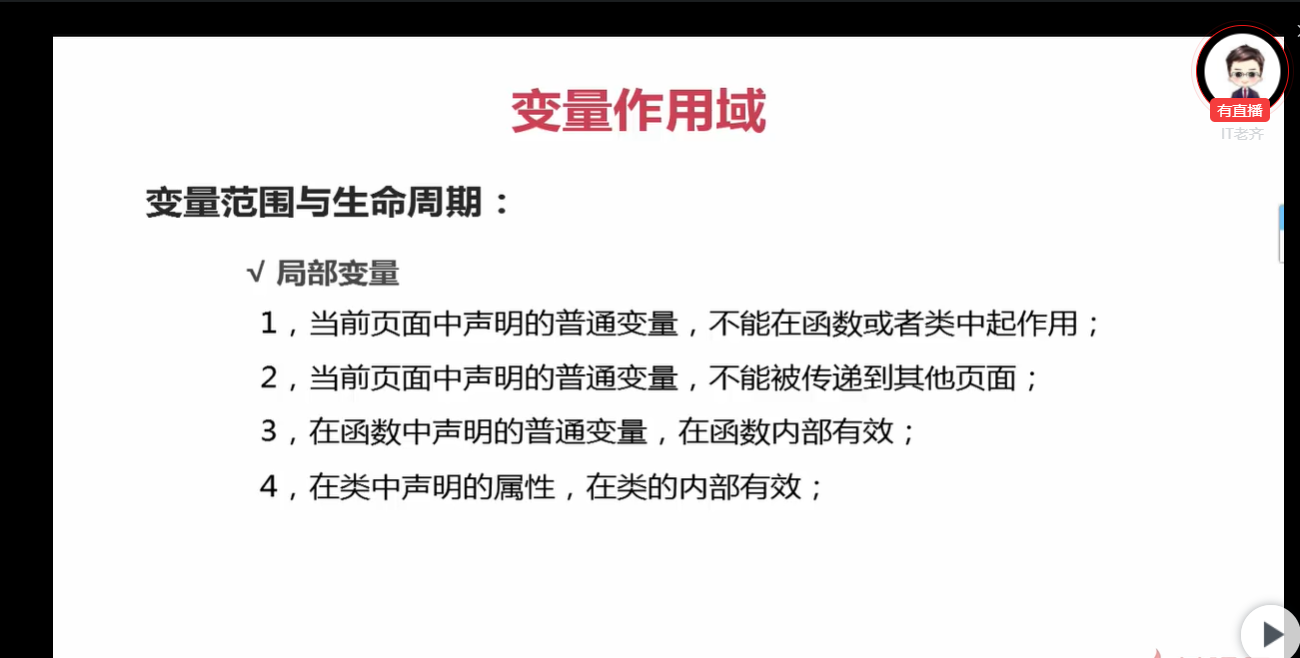 变量作用域
有直播
IT老齐
变量范围与生命周期：
√ 局部变量
1，当前页面中声明的普通变量，不能在函数或者类中起作用；
2，当前页面中声明的普通变量，不能被传递到其他页面；
3，在函数中声明的普通变量，在函数内部有效；
4，在类中声明的属性，在类的内部有效；